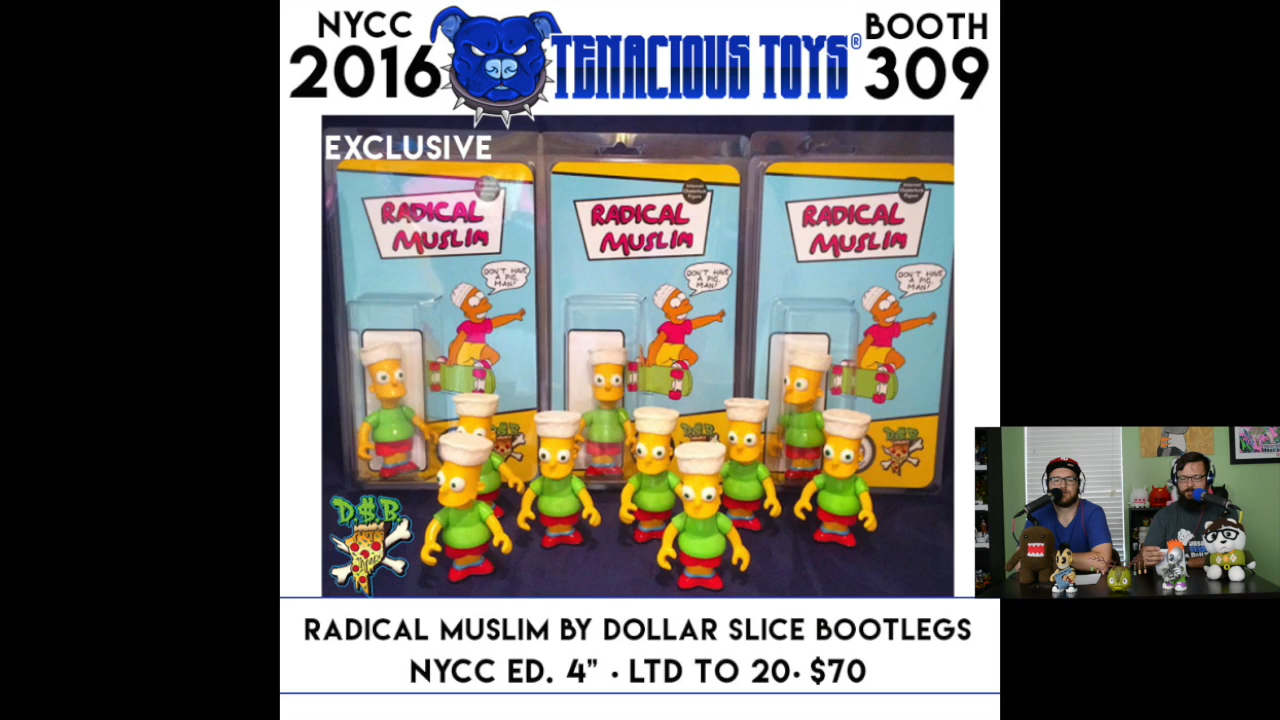 NYCC
2016
TENACIOUS TOYS®
BOOTH
309
EXCLUSIVE
RADICAL
MUSLIM
DON'T HAVE
A PIG,
MAN!
RADICAL
MUSLIM
DON'T HAVE
A PIG,
MAN!
RADICAL
MUSLIM
DON'T HAVE
A PIG,
MAN!
D$B
D$B
D.$.B.
RADICAL MUSLIM BY DOLLAR SLICE BOOTLEGS
NYCC ED. 4" · LTD TO 20· $70